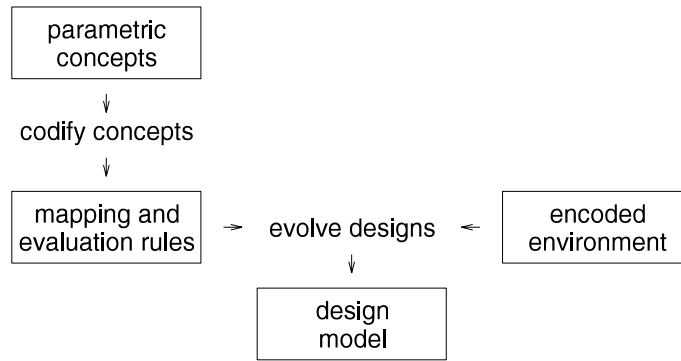 parametric
concepts
codify concepts
mapping and
evaluation rules
evolve designs
encoded
environment
design
model